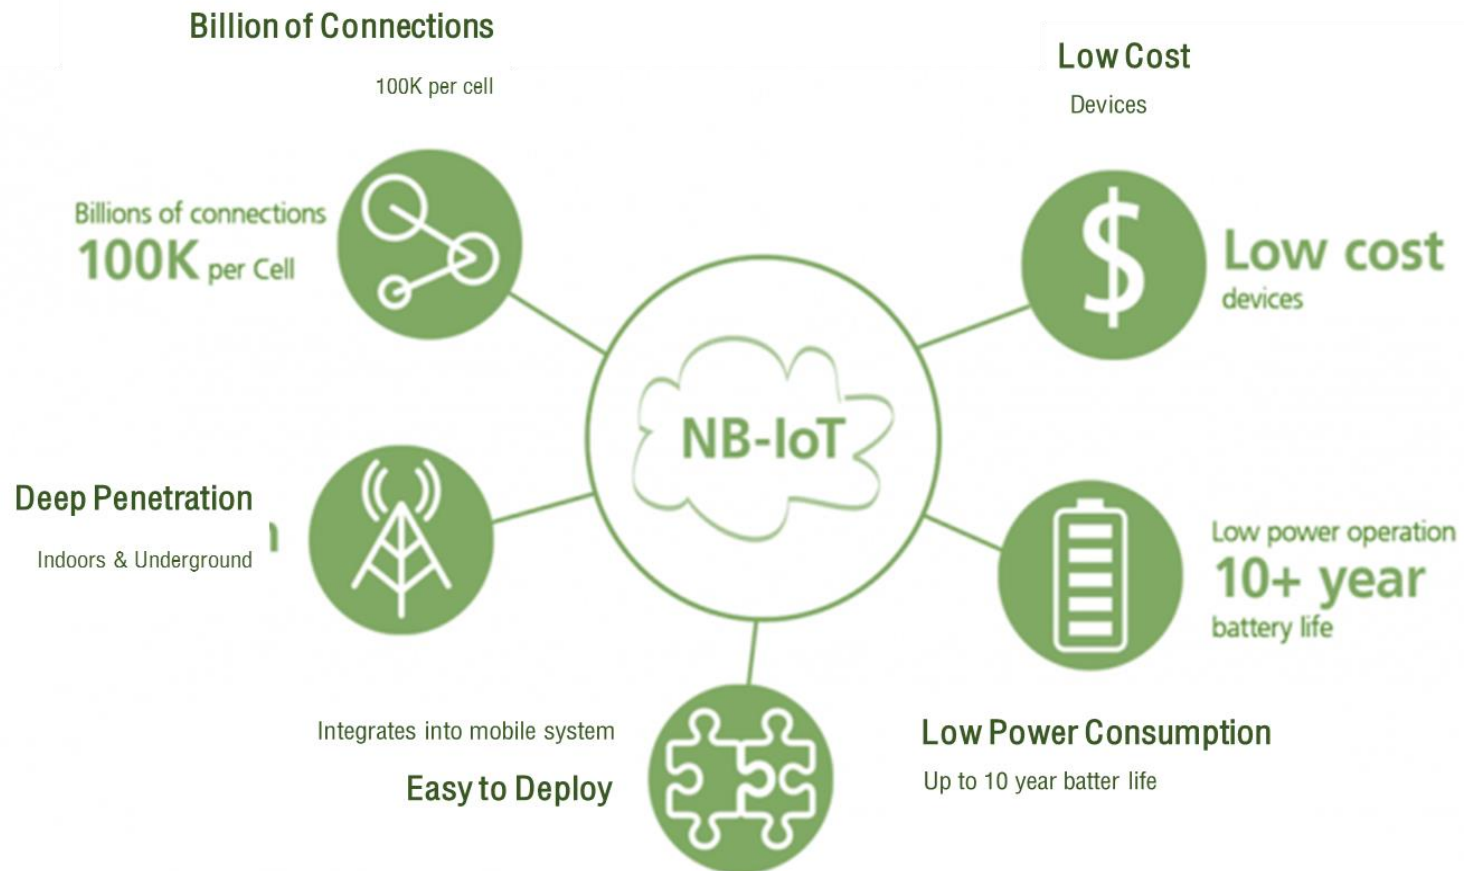 Billion of Connections
100K per cell
Billions of connections
100K per Cell
Low Cost
Devices
Low cost
devices
NB-IoT
Deep Penetration
Indoors & Underground
Low power operation
10+ year
battery life
Integrates into mobile system
Easy to Deploy
Low Power Consumption
Up to 10 year batter life